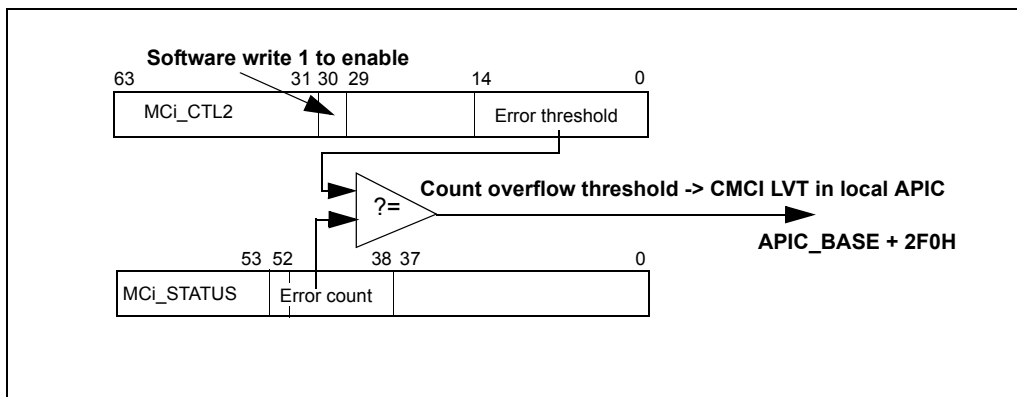 Software write 1 to enable
63 31 30 29 14 0
MCi_CTL2 Error threshold
Count overflow threshold -> CMCI LVT in local APIC
?=
APIC_BASE + 2F0H
53 52 38 37 0
MCi_STATUS Error count